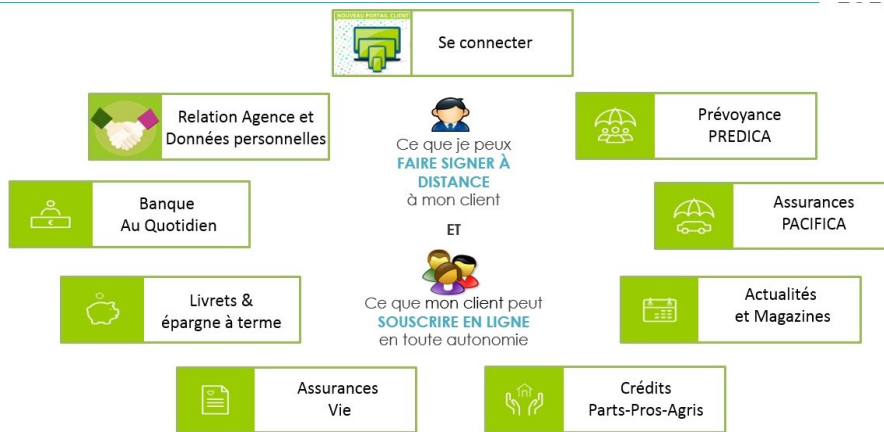 NOUVEAU PORTAIL CLIENT
Se connecter
Relation Agence et
Données personnelles
Prévoyance
PREDICA
Ce que je peux
FAIRE SIGNER À
DISTANCE
à mon client
Banque
Au Quotidien
Assurances
PACIFICA
ET
Livrets &
épargne à terme
Ce que mon client peut
SOUSCRIRE EN LIGNE
en toute autonomie
Actualités
et Magazines
Assurances
Vie
Crédits
Parts-Pros-Agris